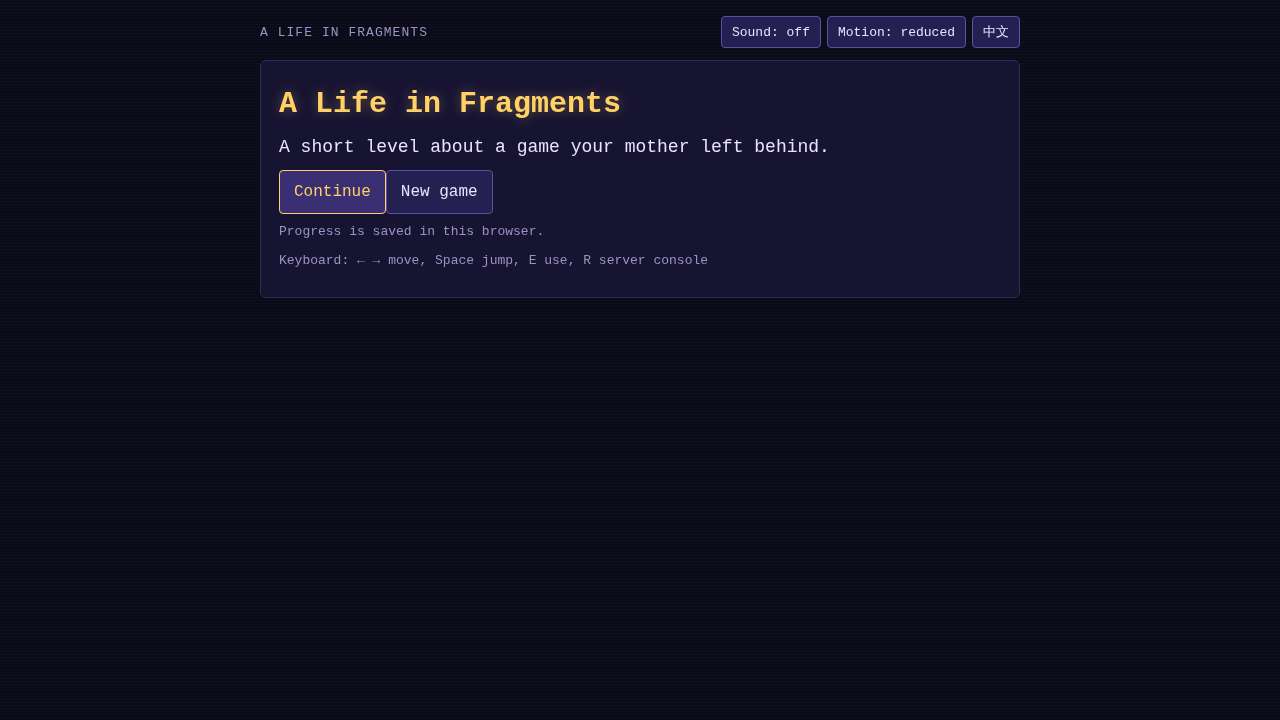 A LIFE IN FRAGMENTS
Sound: off
Motion: reduced
中文
A Life in Fragments
A short level about a game your mother left behind.
Continue
New game
Progress is saved in this browser.
Keyboard: ← → move, Space jump, E use, R server console